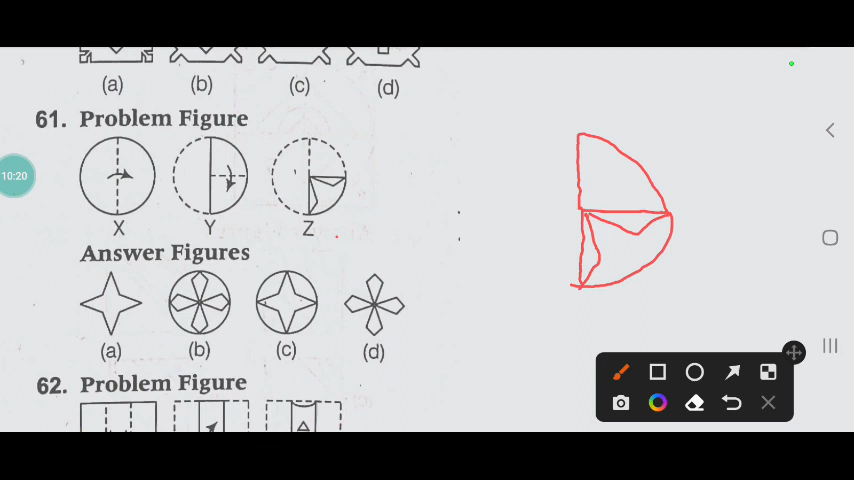 (a) (b) (c) (d)
61. Problem Figure
10:20
X Y Z
Answer Figures
(a) (b) (c) (d)
62. Problem Figure